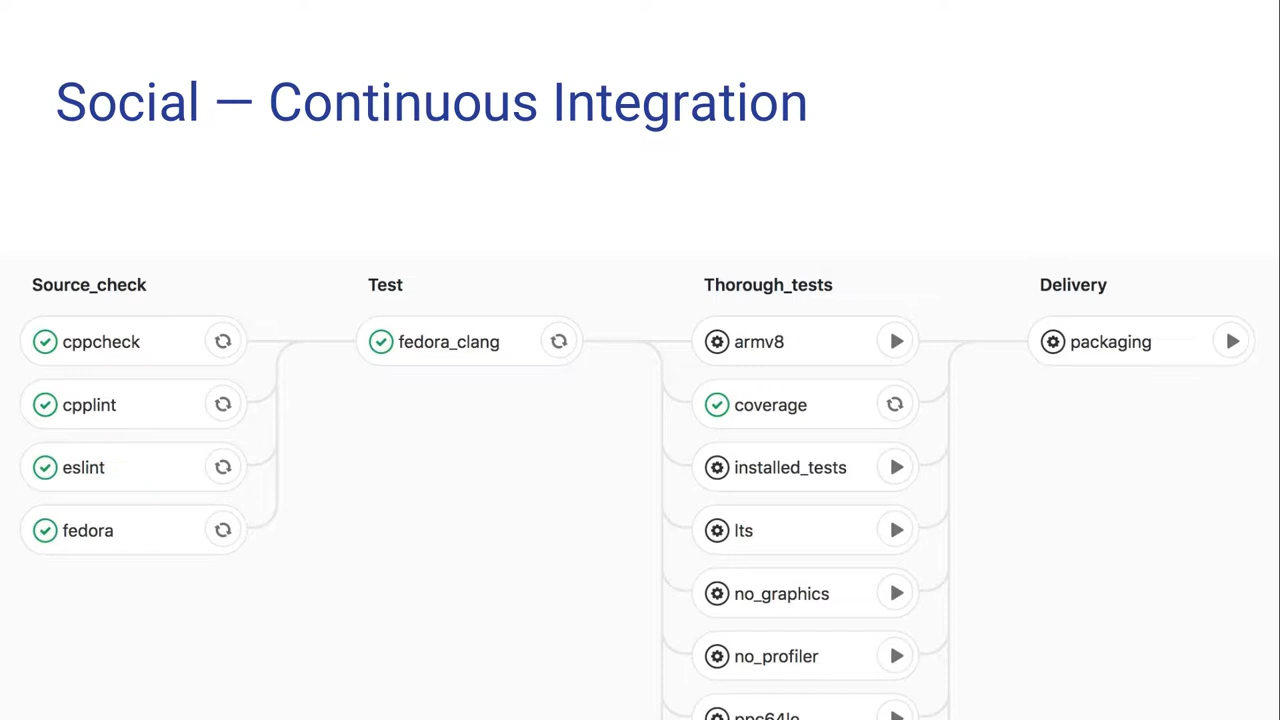 Social — Continuous Integration
Source_check
cppcheck
cpplint
eslint
fedora
Test
fedora_clang
Thorough_tests
armv8
coverage
installed_tests
lts
no_graphics
no_profiler
ppc64le
Delivery
packaging